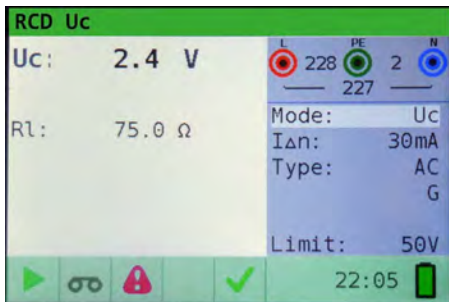 RCD Uc
Uc: 2.4 V
Rl: 75.0 Ω
L PE N
228 2
227
Mode: Uc
IΔn: 30mA
Type: AC
G
Limit: 50V
22:05